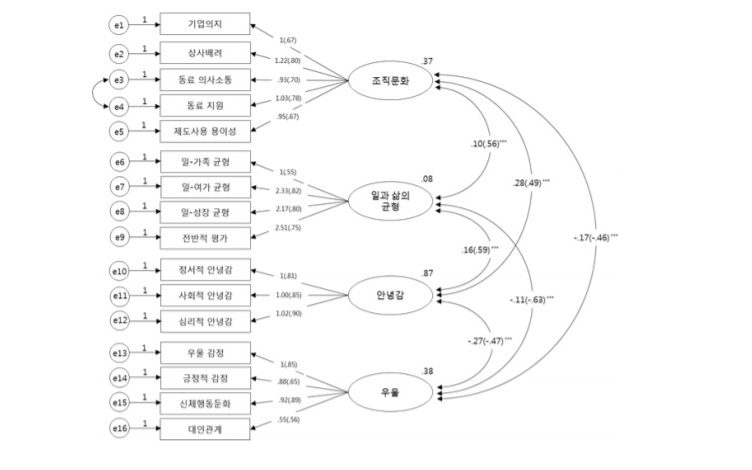 e1 1 기업의지 1(.67)
e2 1 상사배려 1.22(.80)
e3 1 동료 의사소통 .93(.70)
e4 1 동료 지원 1.03(.78)
e5 1 제도사용 용이성 .95(.67)
조직문화 .37
e6 1 일-가족 균형 1(.55)
e7 1 일-여가 균형 2.33(.82)
e8 1 일-성장 균형 2.17(.80)
e9 1 전반적 평가 2.51(.75)
일과 삶의
균형 .08
e10 1 정서적 안녕감 1(.81)
e11 1 사회적 안녕감 1.00(.85)
e12 1 심리적 안녕감 1.02(.90)
안녕감 .87
e13 1 우울 감정 1(.85)
e14 1 긍정적 감정 .88(.65)
e15 1 신체행동둔화 .92(.89)
e16 1 대인관계 .55(.56)
우울 .38
.10(.56)***
.28(.49)***
-.17(-.46)***
.16(.59)***
-.11(-.63)***
-.27(-.47)***